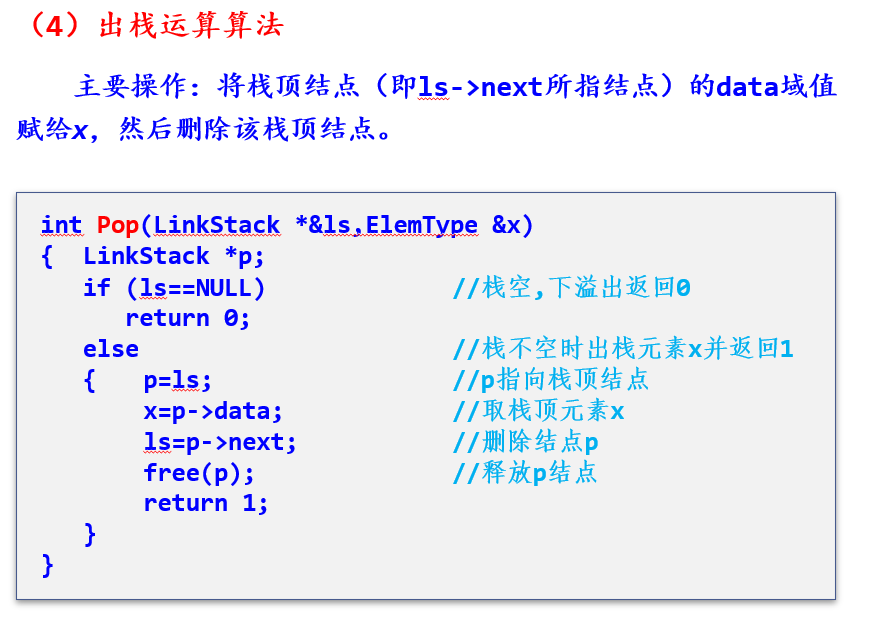 （4）出栈运算算法
主要操作：将栈顶结点（即ls->next所指结点）的data域值
赋给x，然后删除该栈顶结点。
int Pop(LinkStack *&ls,ElemType &x)
{  LinkStack *p;
if (ls==NULL)  //栈空,下溢出返回0
return 0;
else  //栈不空时出栈元素x并返回1
{  p=ls;  //p指向栈顶结点
x=p->data;  //取栈顶元素x
ls=p->next;  //删除结点p
free(p);  //释放p结点
return 1;
}
}